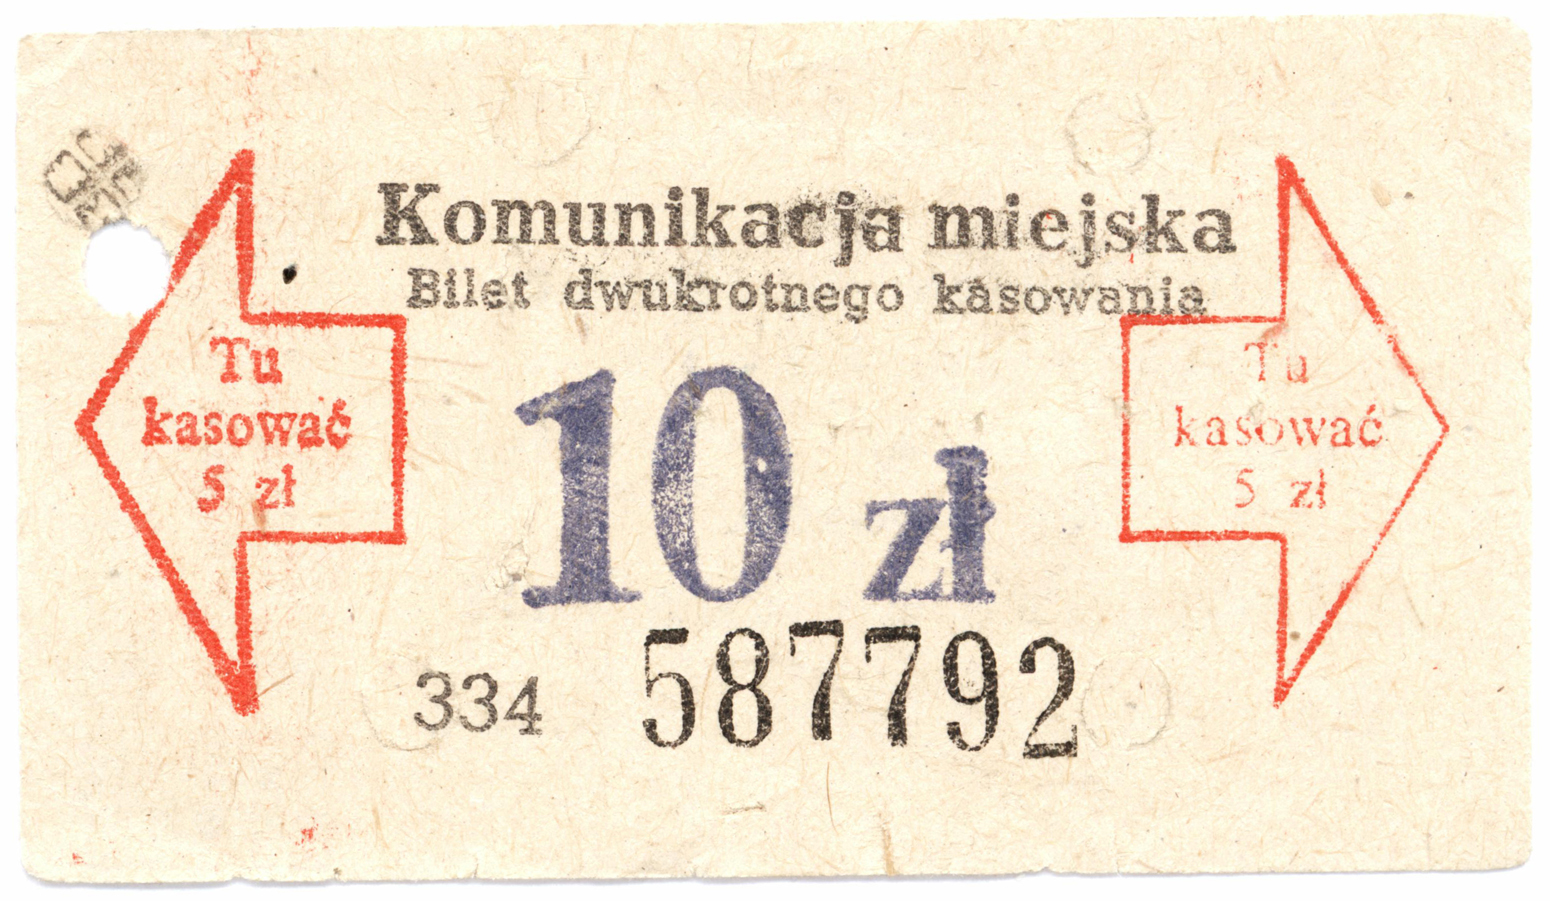 Komunikacja miejska
Bilet dwukrotnego kasowania
Tu
kasować
5 zł
10 zł
Tu
kasować
5 zł
334 587792